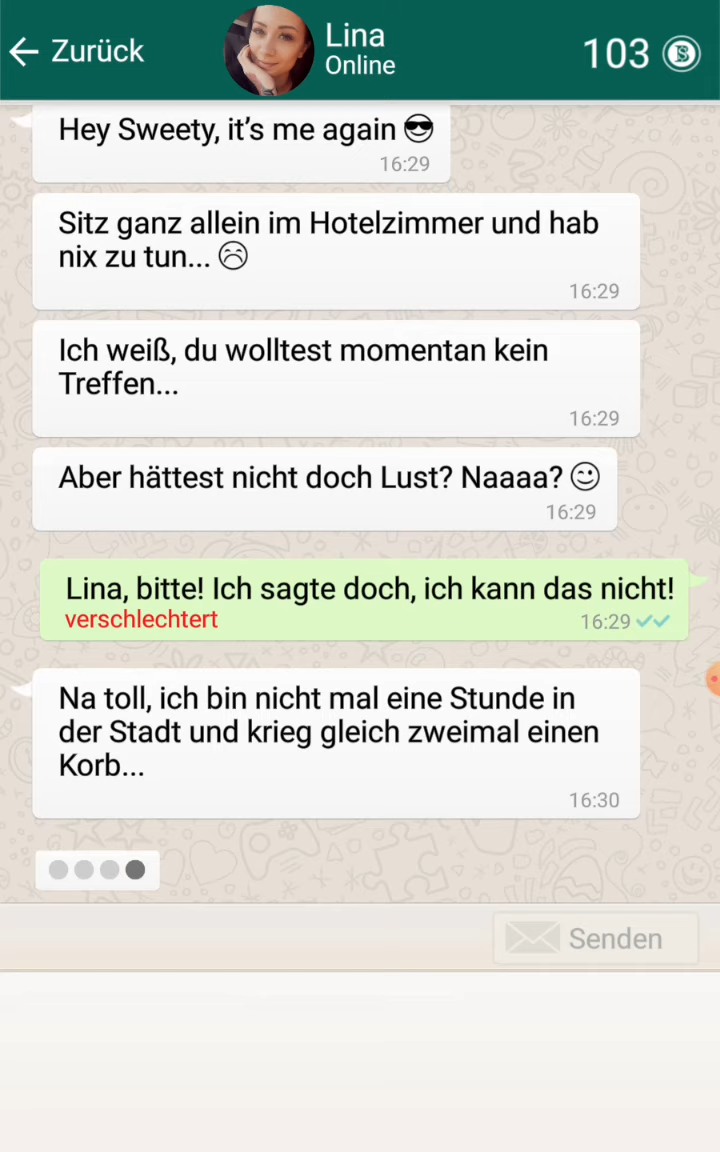 Zurück
Lina
Online
103
Hey Sweety, it's me again 😎
16:29
Sitz ganz allein im Hotelzimmer und hab
nix zu tun... ☹
16:29
Ich weiß, du wolltest momentan kein
Treffen...
16:29
Aber hättest nicht doch Lust? Naaaa? 😉
16:29
Lina, bitte! Ich sagte doch, ich kann das nicht!
verschlechtert
16:29
Na toll, ich bin nicht mal eine Stunde in
der Stadt und krieg gleich zweimal einen
Korb...
16:30
Senden